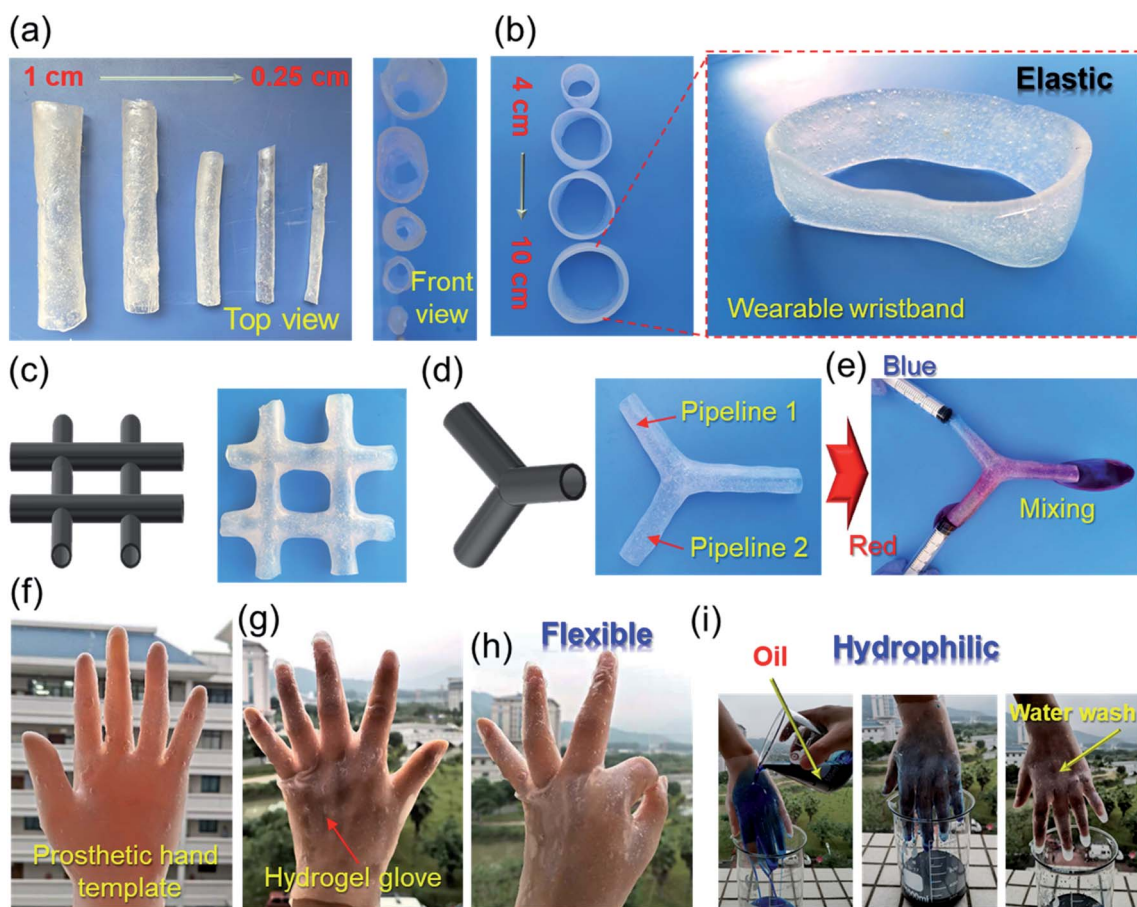 (a)
1 cm
0.25 cm
Top view
Front
view
(b)
4 cm
10 cm
Elastic
Wearable wristband
(c)
(d)
Pipeline 1
Pipeline 2
(e)
Blue
Red
Mixing
(f)
Prosthetic hand
template
(g)
Hydrogel glove
(h)
Flexible
(i)
Oil
Hydrophilic
Water wash